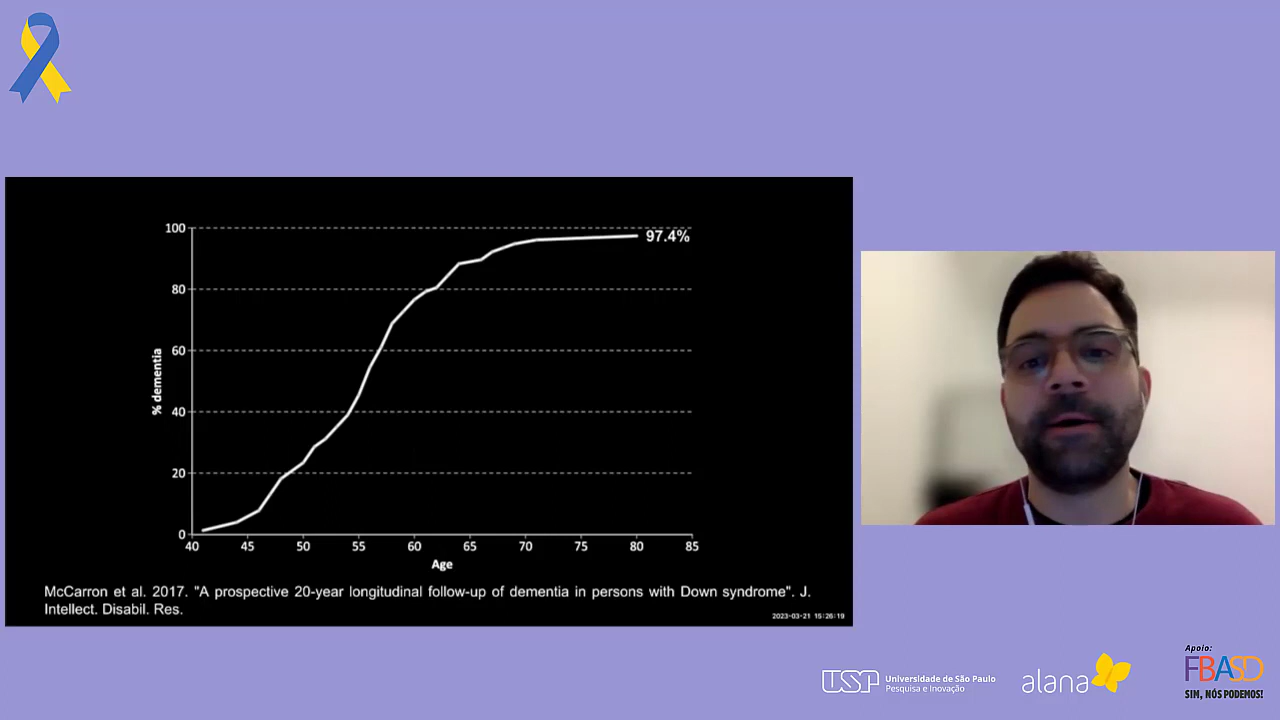 100
97.4%
80
60
% dementia
40
20
0
40 45 50 55 60 65 70 75 80 85
Age
McCarron et al. 2017. "A prospective 20-year longitudinal follow-up of dementia in persons with Down syndrome". J.
Intellect. Disabil. Res.
2023-03-21 15:26:19
Apoio:
USP Universidade de São Paulo
Pesquisa e Inovação
alana
FBASD
SIM, NÓS PODEMOS!